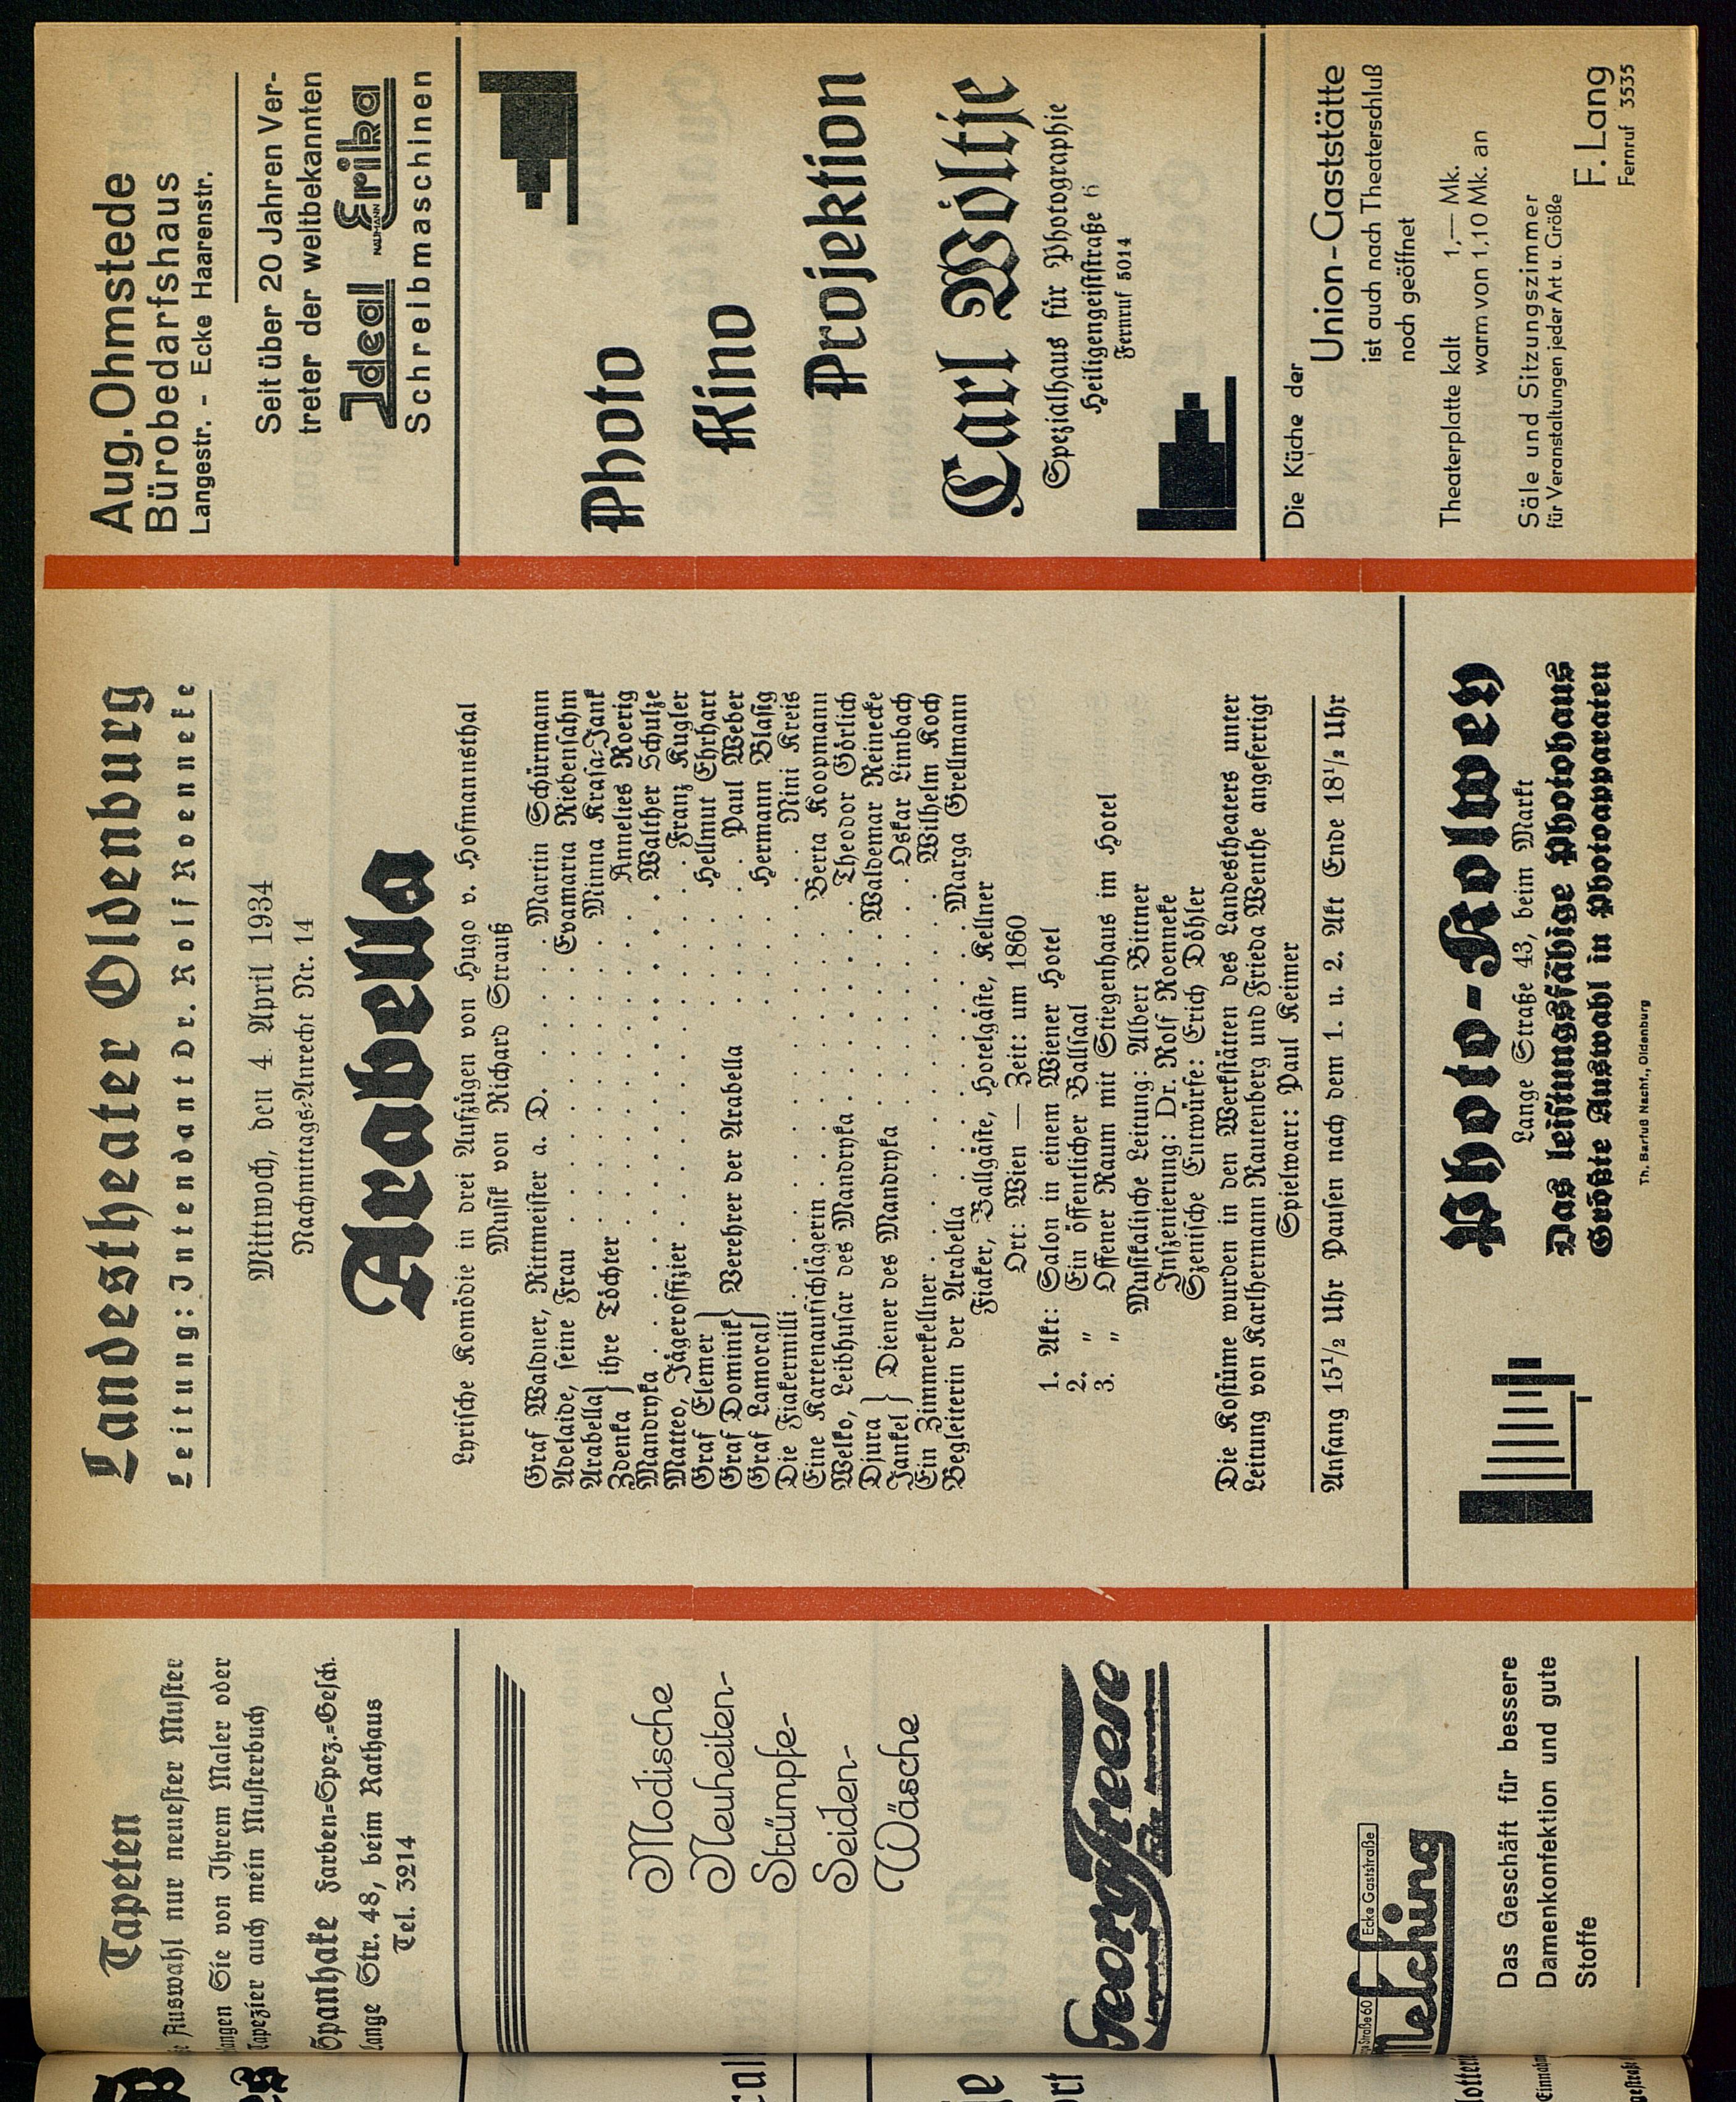 Tapeten
Auswahl nur neuester Muster
Sie von Ihrem Maler oder
Tapezier auch mein Musterbuch
Spanhake Farben=Spez.=Gesch.
Lange Str. 48, beim Rathaus
Tel. 3214
Modische
Neuheiten-
Strümpfe-
Seiden-
Wäsche
Georg Freese
Ecke Gaststraße
Melching
Das Geschäft für bessere
Damenkonfektion und gute
Stoffe
Landestheater Oldenburg
Leitung: Intendant Dr. Rolf Roenneke
Mittwoch, den 4. April 1934
Nachmittags=Anrecht Nr. 14
Arabella
Lyrische Komödie in drei Aufzügen von Hugo v. Hofmannsthal
Musik von Richard Strauß
Graf Waldner, Rittmeister a. D. . . . . . Martin Schürmann
Adelaide, seine Frau . . . . . . . . . Evamaria Riebensahm
Arabella } ihre Töchter . . . . . . . . Minna Krasa=Jank
Zdenka } . . . . . . . . Annelies Roerig
Mandryka . . . . . . . . . . . . Walther Schulze
Matteo, Jägeroffizier . . . . . . . . . . Franz Kugler
Graf Elemer } . . . . . Hellmut Ehrhart
Graf Dominik } Verehrer der Arabella . . . . . Paul Weber
Graf Lamoral } . . . . . Hermann Blasig
Die Fiakermilli . . . . . . . . . . . . Nini Kreis
Eine Kartenaufschlägerin . . . . . . . . Berta Koopmann
Welko, Leibhusar des Mandryka . . . . . . Theodor Görlich
Djura } Diener des Mandryka . . . . . . Waldemar Reinecke
Jankel } . . . . . . Oskar Limbach
Ein Zimmerkellner . . . . . . . . . . Wilhelm Koch
Begleiterin der Arabella . . . . . . . . Marga Grellmann
Fiaker, Ballgäste, Hotelgäste, Kellner
Ort: Wien — Zeit: um 1860
1. Akt: Salon in einem Wiener Hotel
2. „ Ein öffentlicher Ballsaal
3. „ Offener Raum mit Stiegenhaus im Hotel
Musikalische Leitung: Albert Bittner
Inszenierung: Dr. Rolf Roenneke
Szenische Entwürfe: Erich Döhler
Die Kostüme wurden in den Werkstätten des Landestheaters unter
Leitung von Karlhermann Rautenberg und Frieda Wenthe angefertigt
Spielwart: Paul Keimer
Anfang 15½ Uhr Pausen nach dem 1. u. 2. Akt Ende 18½ Uhr
Photo-Kolwey
Lange Straße 43, beim Markt
Das leistungsfähige Photohaus
Größte Auswahl in Photoapparaten
Th. Barfuß Nachf., Oldenburg
Aug. Ohmstede
Bürobedarfshaus
Langestr. - Ecke Haarenstr.
Seit über 20 Jahren Ver-
treter der weltbekannten
Ideal NAUMANN Erika
Schreibmaschinen
Photo
Kino
Projektion
Carl Wöltje
Spezialhaus für Photographie
Heiligengeiststraße 6
Fernruf 5014
Die Küche der
Union-Gaststätte
ist auch nach Theaterschluß
noch geöffnet
Theaterplatte kalt 1,— Mk.
warm von 1,10 Mk. an
Säle und Sitzungszimmer
für Veranstaltungen jeder Art u. Größe
F. Lang
Fernruf 3535